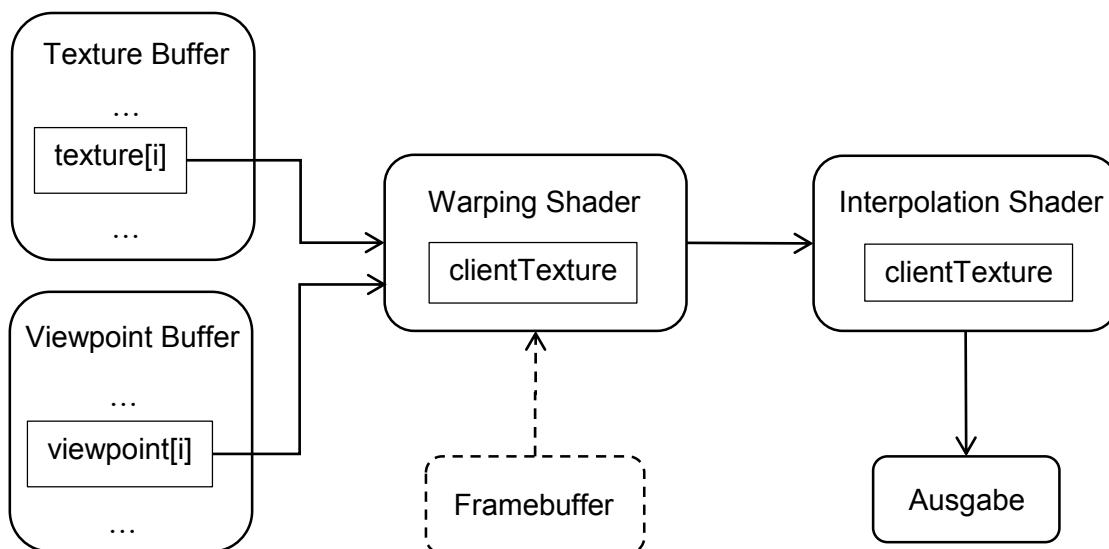 Texture Buffer
...
texture[i]
...
Viewpoint Buffer
...
viewpoint[i]
...
Warping Shader
clientTexture
Framebuffer
Interpolation Shader
clientTexture
Ausgabe